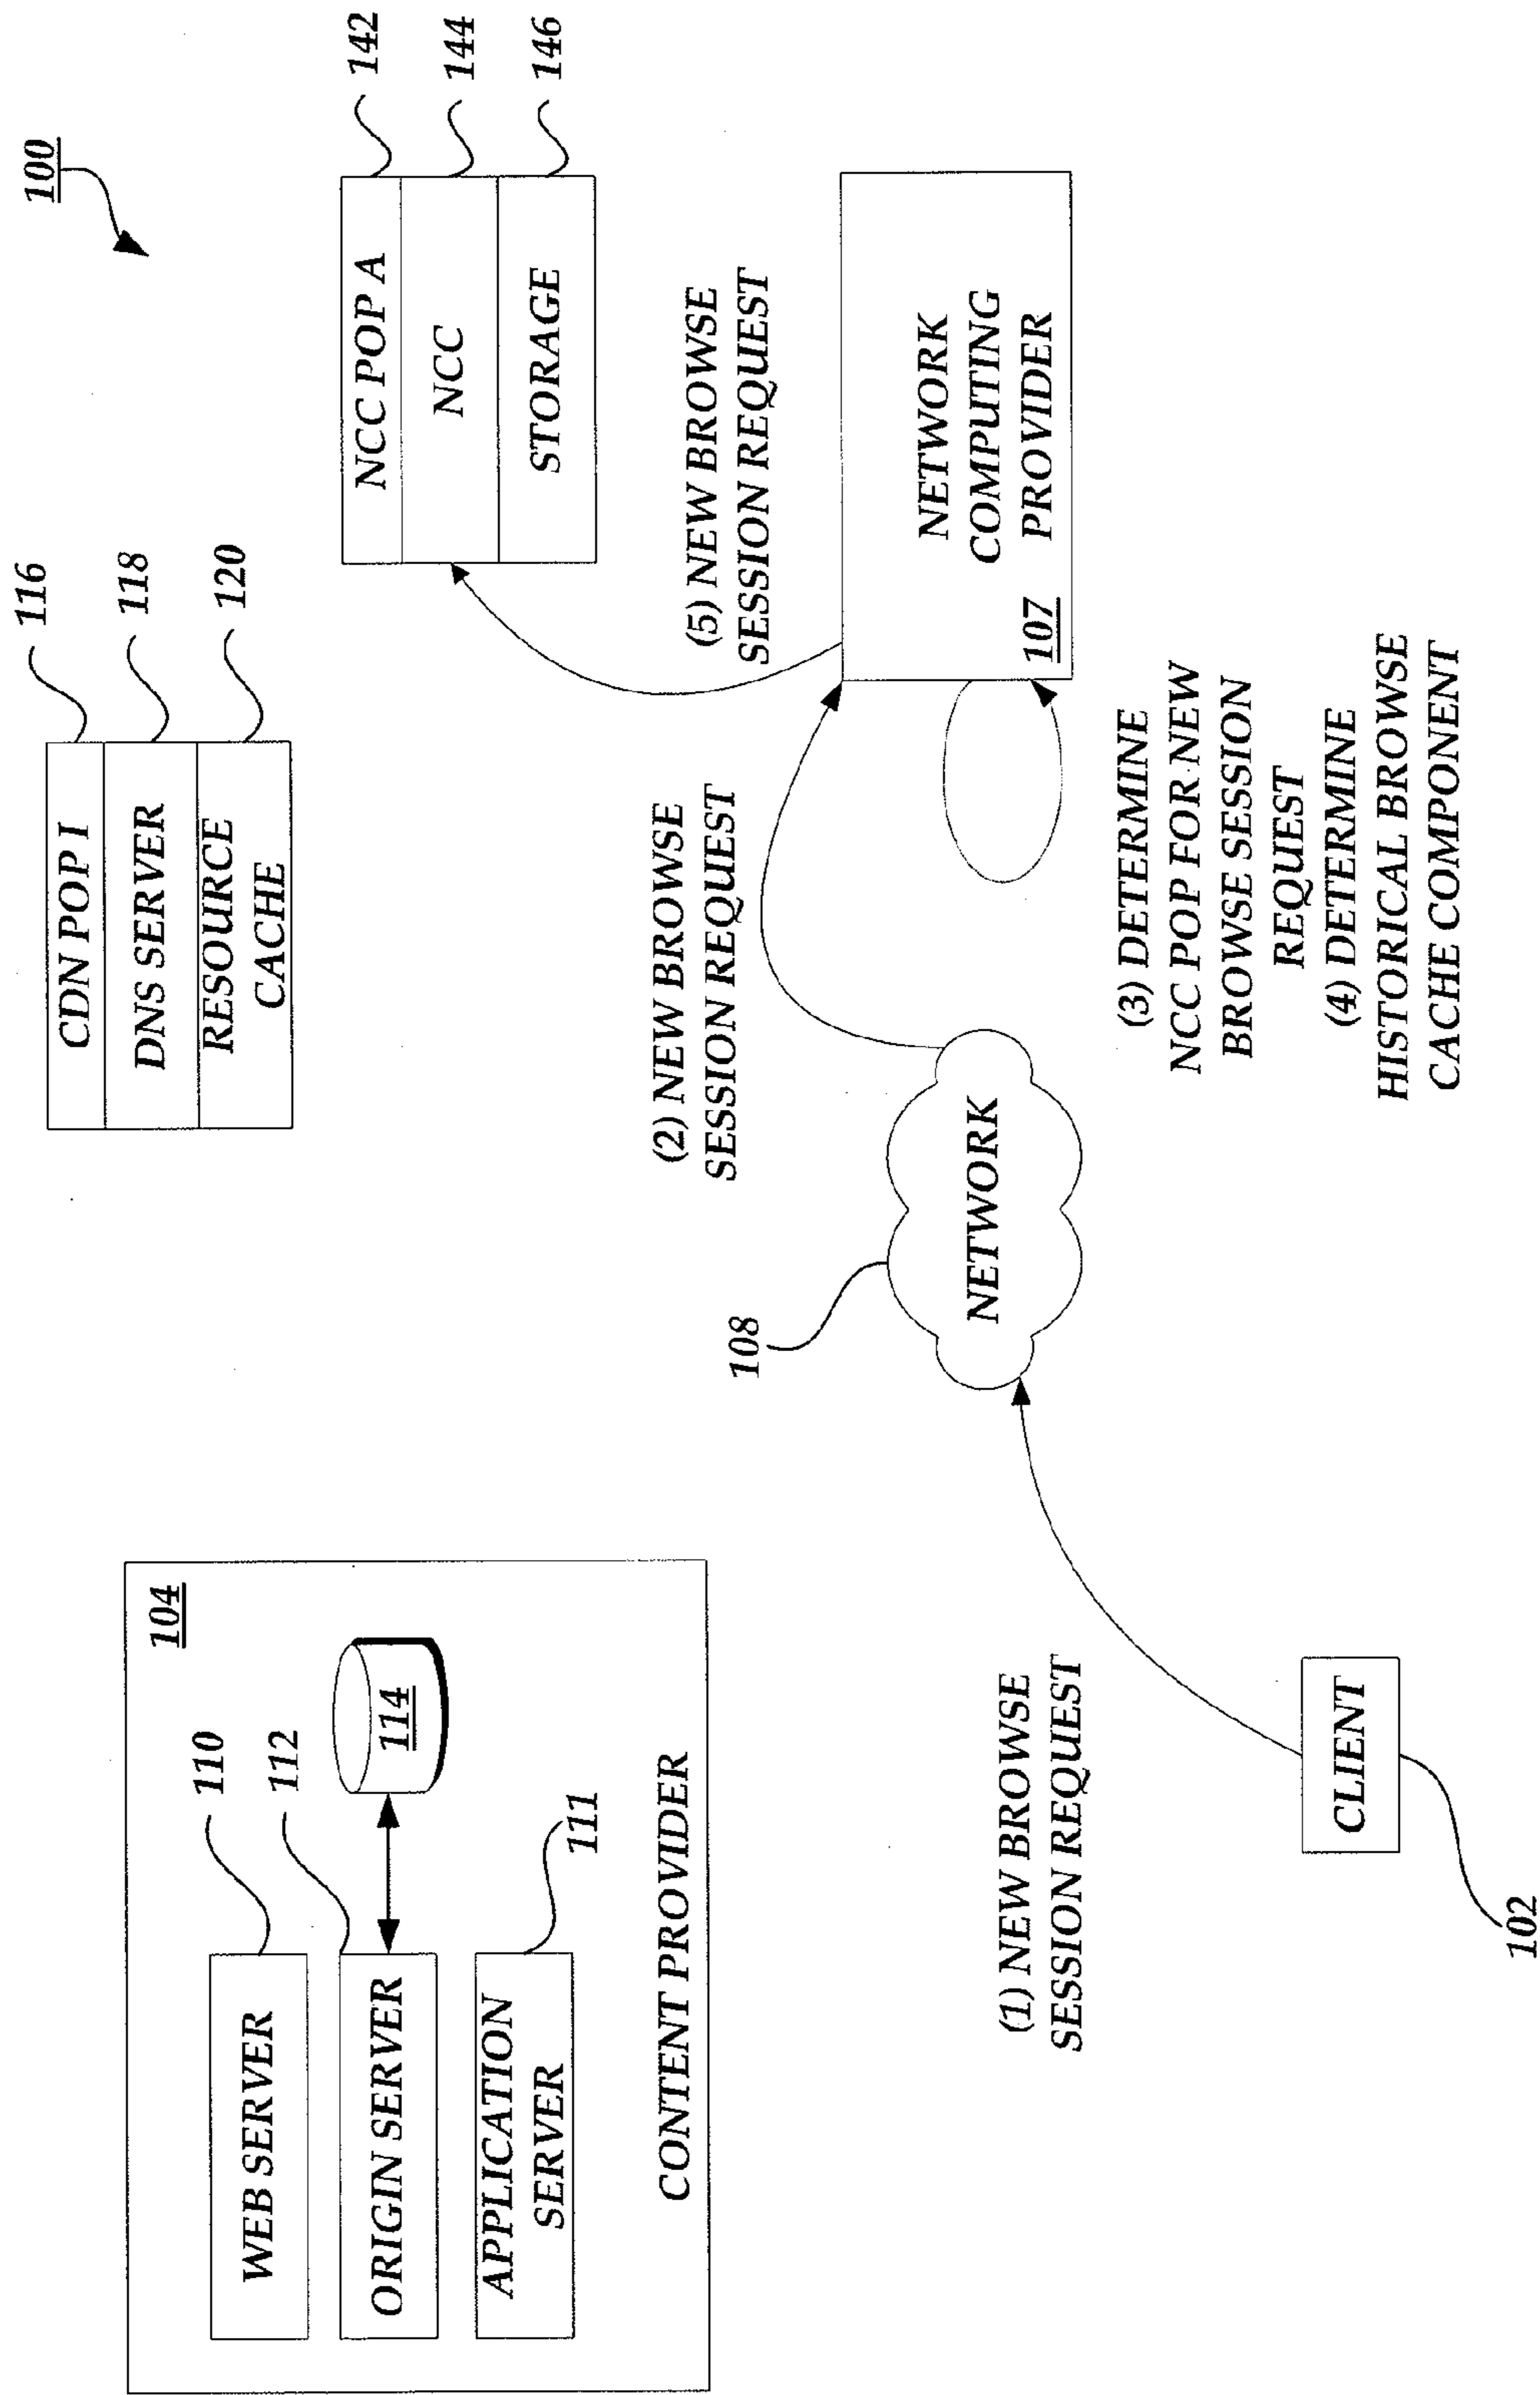 100
104
WEB SERVER
110
ORIGIN SERVER
112
114
APPLICATION
SERVER
111
CONTENT PROVIDER
CDN POP I
116
DNS SERVER
118
RESOURCE
CACHE
120
NCC POP A
142
NCC
144
STORAGE
146
(1) NEW BROWSE
SESSION REQUEST
CLIENT
102
108
NETWORK
(2) NEW BROWSE
SESSION REQUEST
(5) NEW BROWSE
SESSION REQUEST
NETWORK
COMPUTING
PROVIDER
107
(3) DETERMINE
NCC POP FOR NEW
BROWSE SESSION
REQUEST
(4) DETERMINE
HISTORICAL BROWSE
CACHE COMPONENT